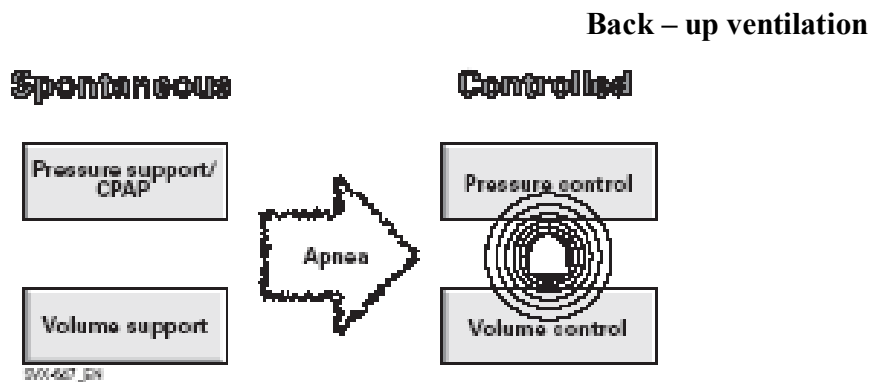 Back – up ventilation
Spontaneous
Controlled
Pressure support/
CPAP
Pressure control
Apnea
Volume support
Volume control